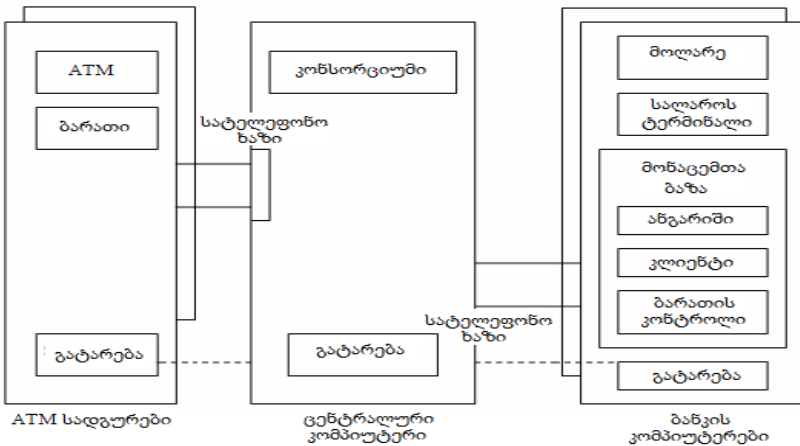 ATM
ბარათი
გატარება
ATM სადგურები
სატელეფონო
ხაზი
კონსორციუმი
გატარება
ცენტრალური
კომპიუტერი
სატელეფონო
ხაზი
მოლარე
სალაროს
ტერმინალი
მონაცემთა
ბაზა
ანგარიში
კლიენტი
ბარათის
კონტროლი
გატარება
ბანკის
კომპიუტერები